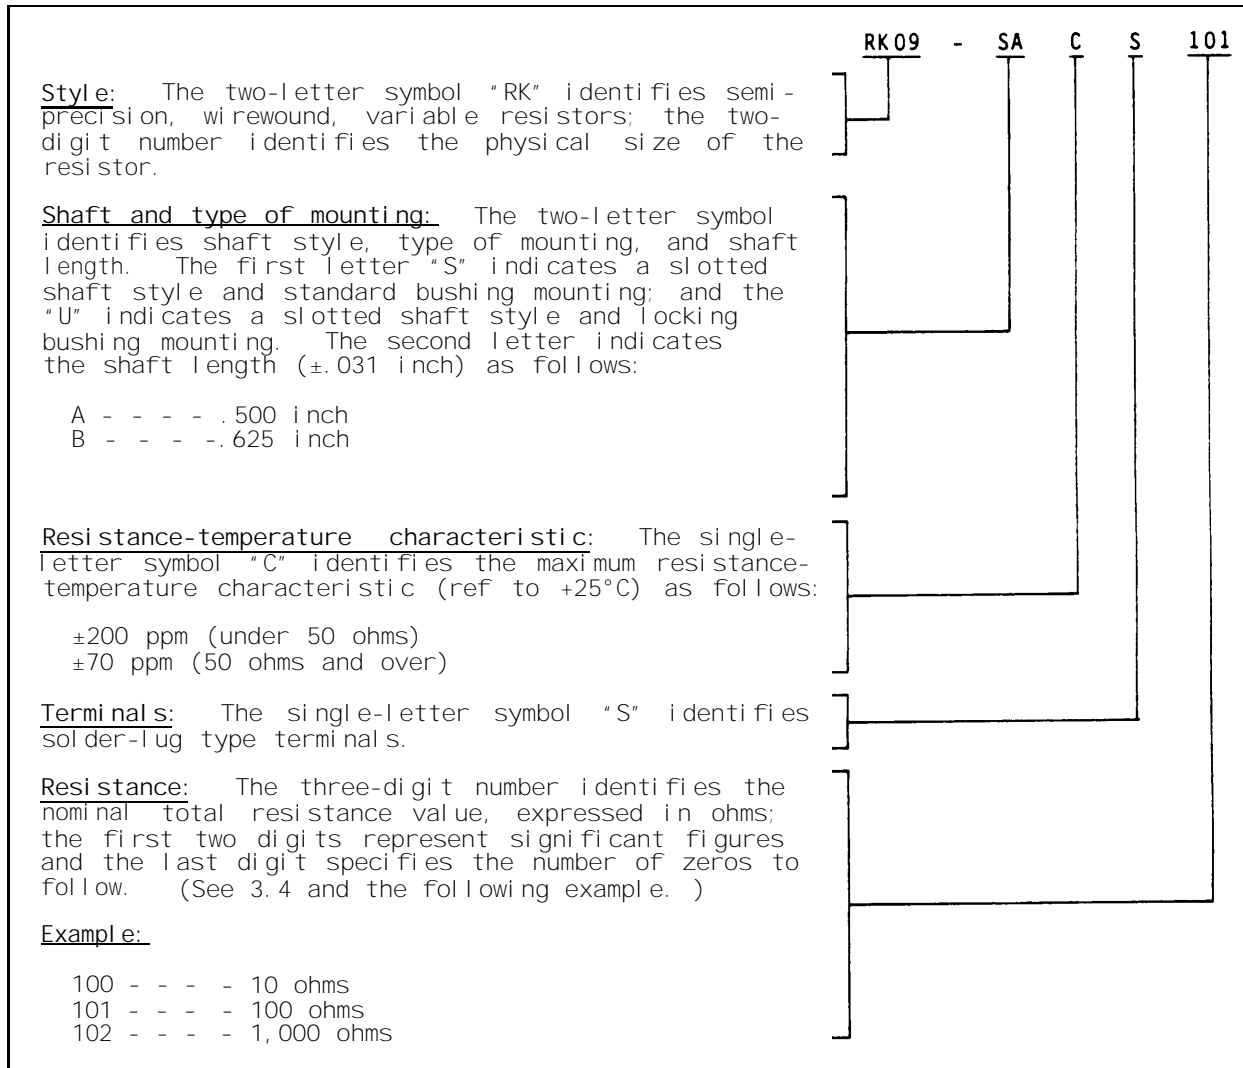 RK09 - SA C S 101
Style: The two-letter symbol "RK" identifies semi-
precision, wirewound, variable resistors; the two-
digit number identifies the physical size of the
resistor.
Shaft and type of mounting: The two-letter symbol
identifies shaft style, type of mounting, and shaft
length. The first letter "S" indicates a slotted
shaft style and standard bushing mounting; and the
"U" indicates a slotted shaft style and locking
bushing mounting. The second letter indicates
the shaft length (±.031 inch) as follows:
A - - - - .500 inch
B - - - -.625 inch
Resistance-temperature characteristic: The single-
letter symbol "C" identifies the maximum resistance-
temperature characteristic (ref to +25°C) as follows:
±200 ppm (under 50 ohms)
±70 ppm (50 ohms and over)
Terminals: The single-letter symbol "S" identifies
solder-lug type terminals.
Resistance: The three-digit number identifies the
nominal total resistance value, expressed in ohms;
the first two digits represent significant figures
and the last digit specifies the number of zeros to
follow. (See 3.4 and the following example. )
Example:
100 - - - - 10 ohms
101 - - - - 100 ohms
102 - - - - 1,000 ohms